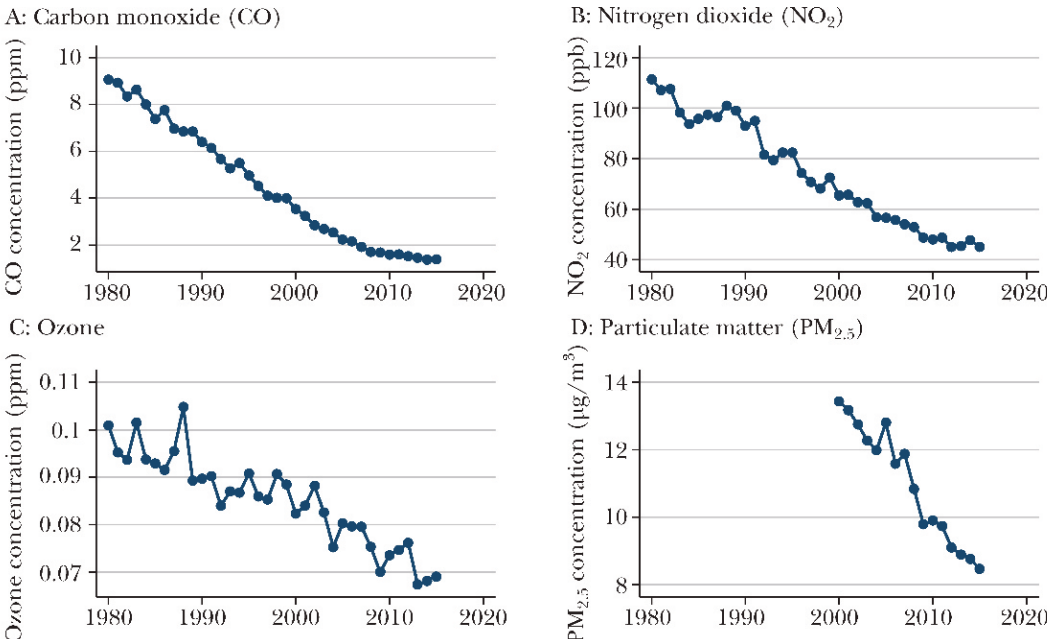 A: Carbon monoxide (CO)
CO concentration (ppm)
10
8
6
4
2
1980 1990 2000 2010 2020
B: Nitrogen dioxide (NO₂)
NO₂ concentration (ppb)
120
100
80
60
40
1980 1990 2000 2010 2020
C: Ozone
Ozone concentration (ppm)
0.11
0.1
0.09
0.08
0.07
1980 1990 2000 2010 2020
D: Particulate matter (PM₂.₅)
PM₂.₅ concentration (μg/m³)
14
12
10
8
1980 1990 2000 2010 2020